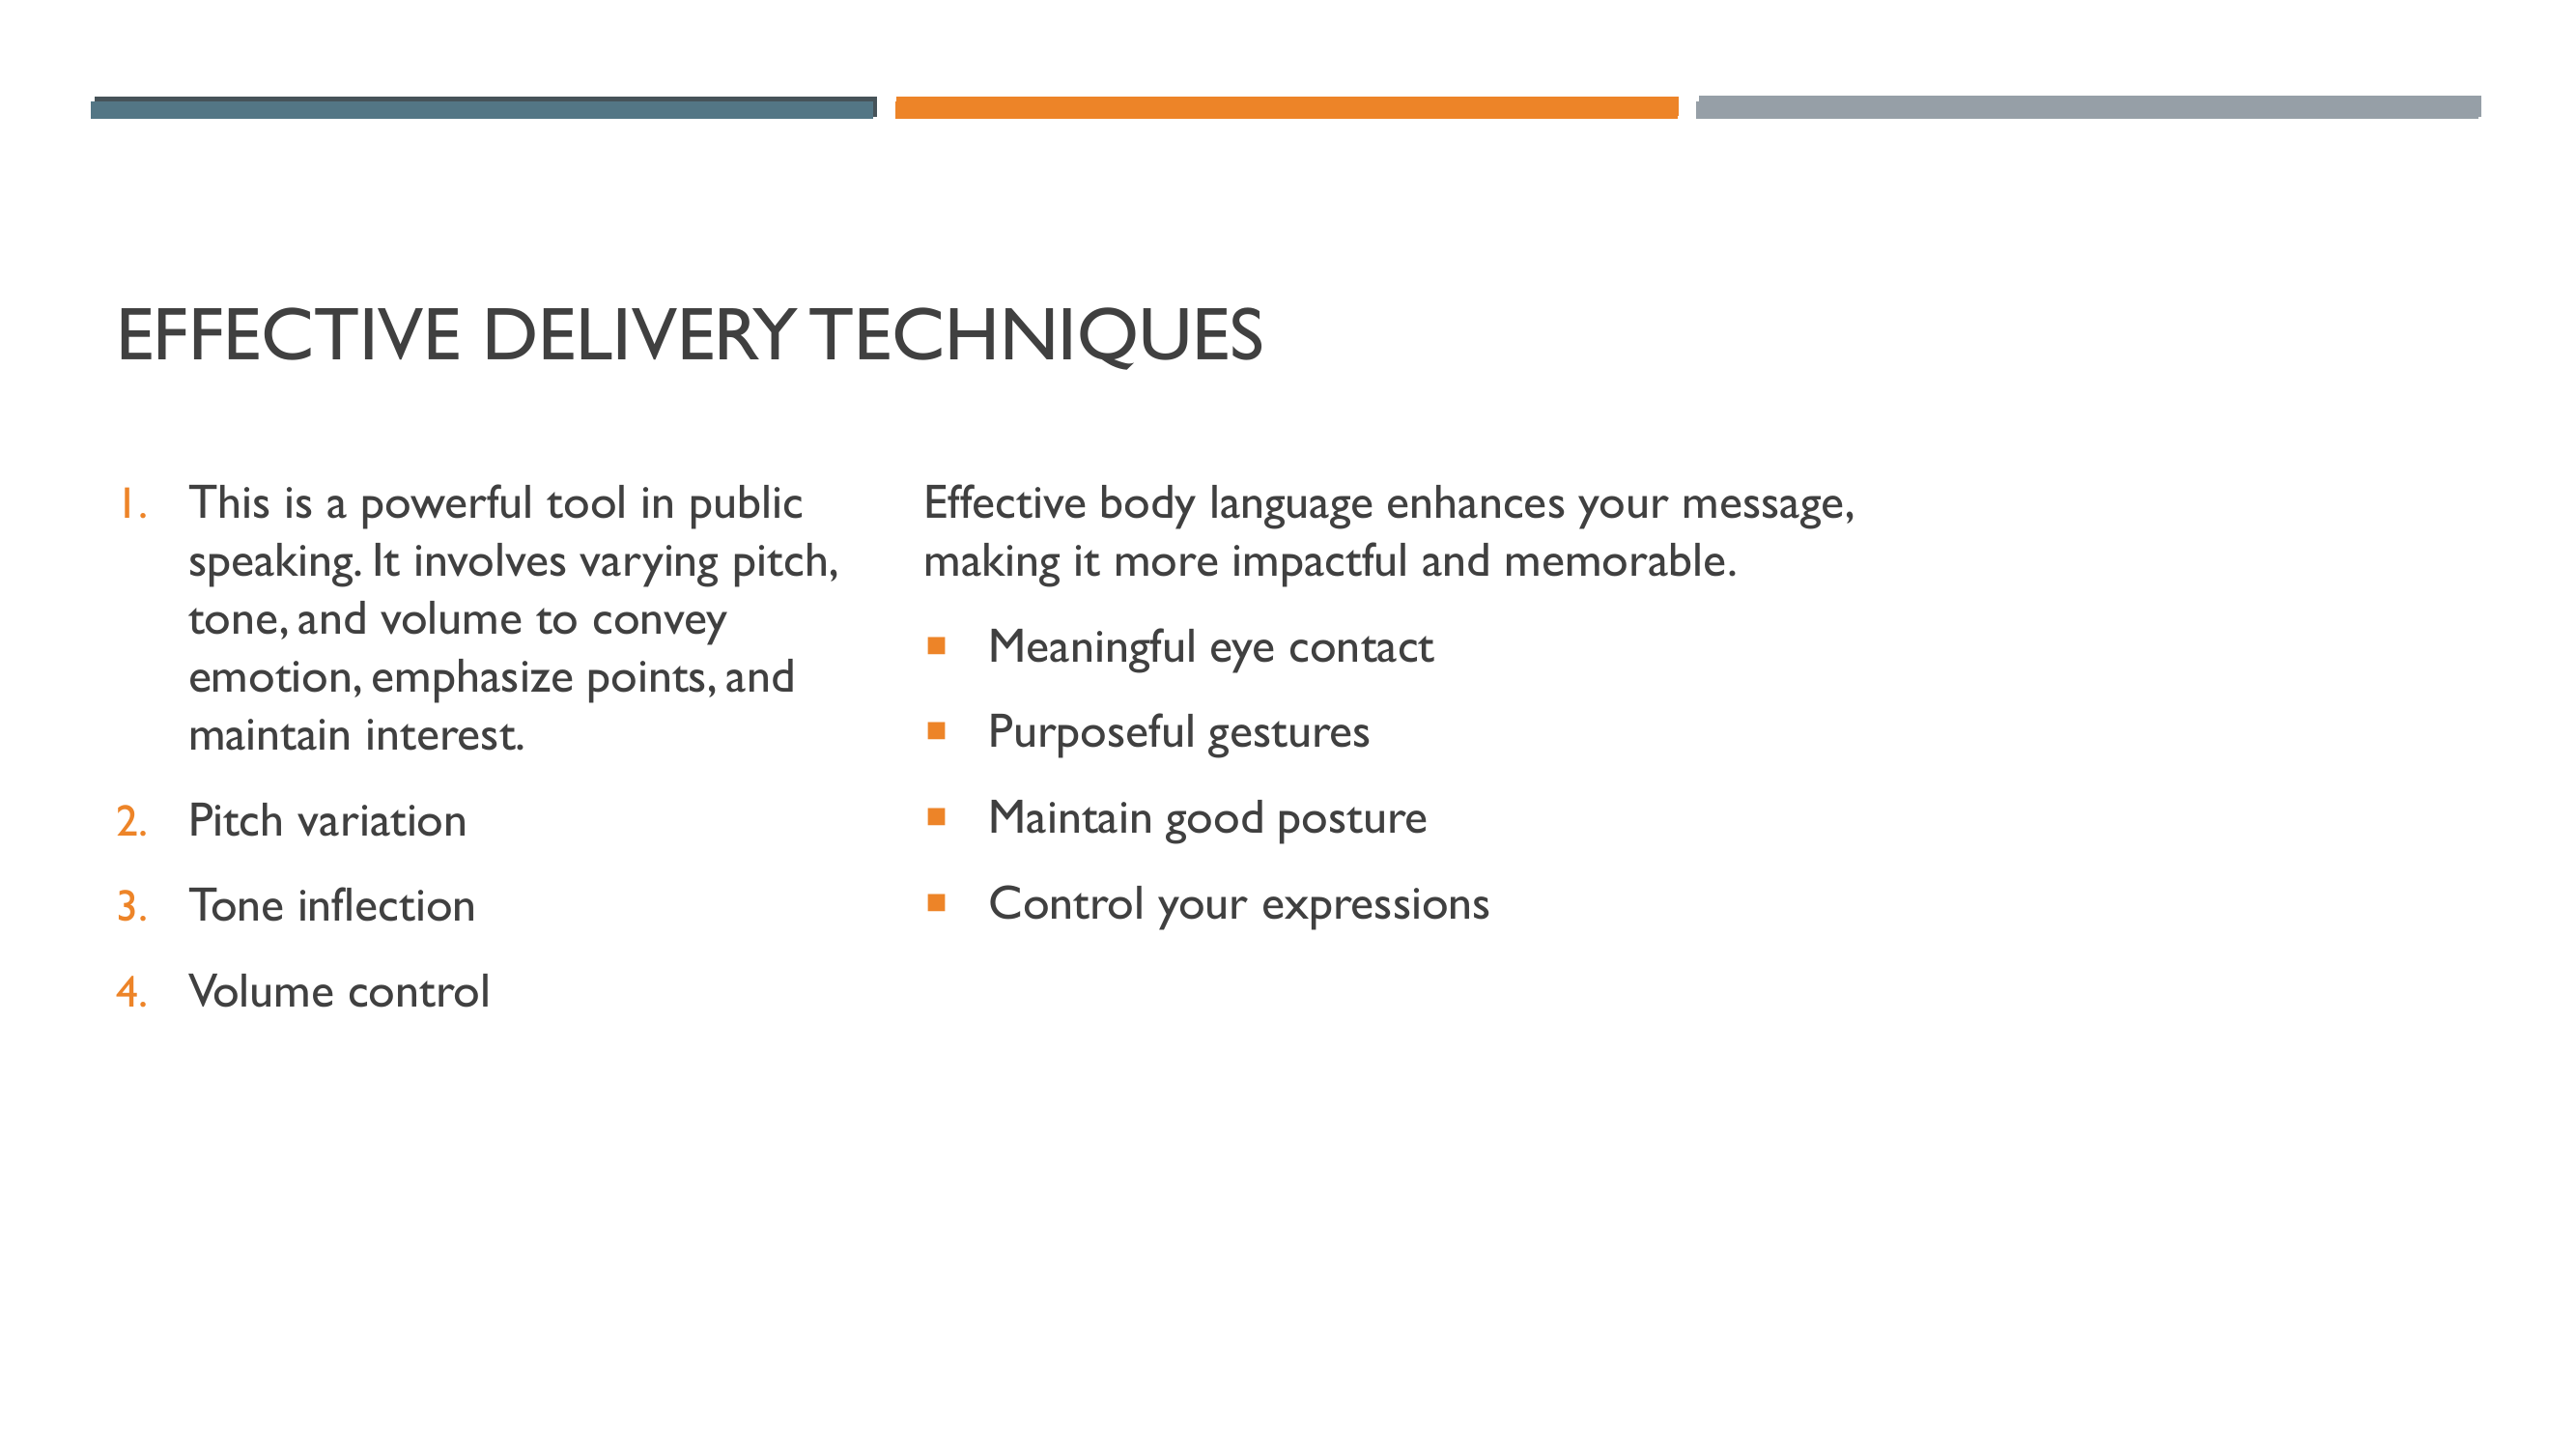 EFFECTIVE DELIVERY TECHNIQUES
1. This is a powerful tool in public
speaking. It involves varying pitch,
tone, and volume to convey
emotion, emphasize points, and
maintain interest.
2. Pitch variation
3. Tone inflection
4. Volume control
Effective body language enhances your message,
making it more impactful and memorable.
▪ Meaningful eye contact
▪ Purposeful gestures
▪ Maintain good posture
▪ Control your expressions